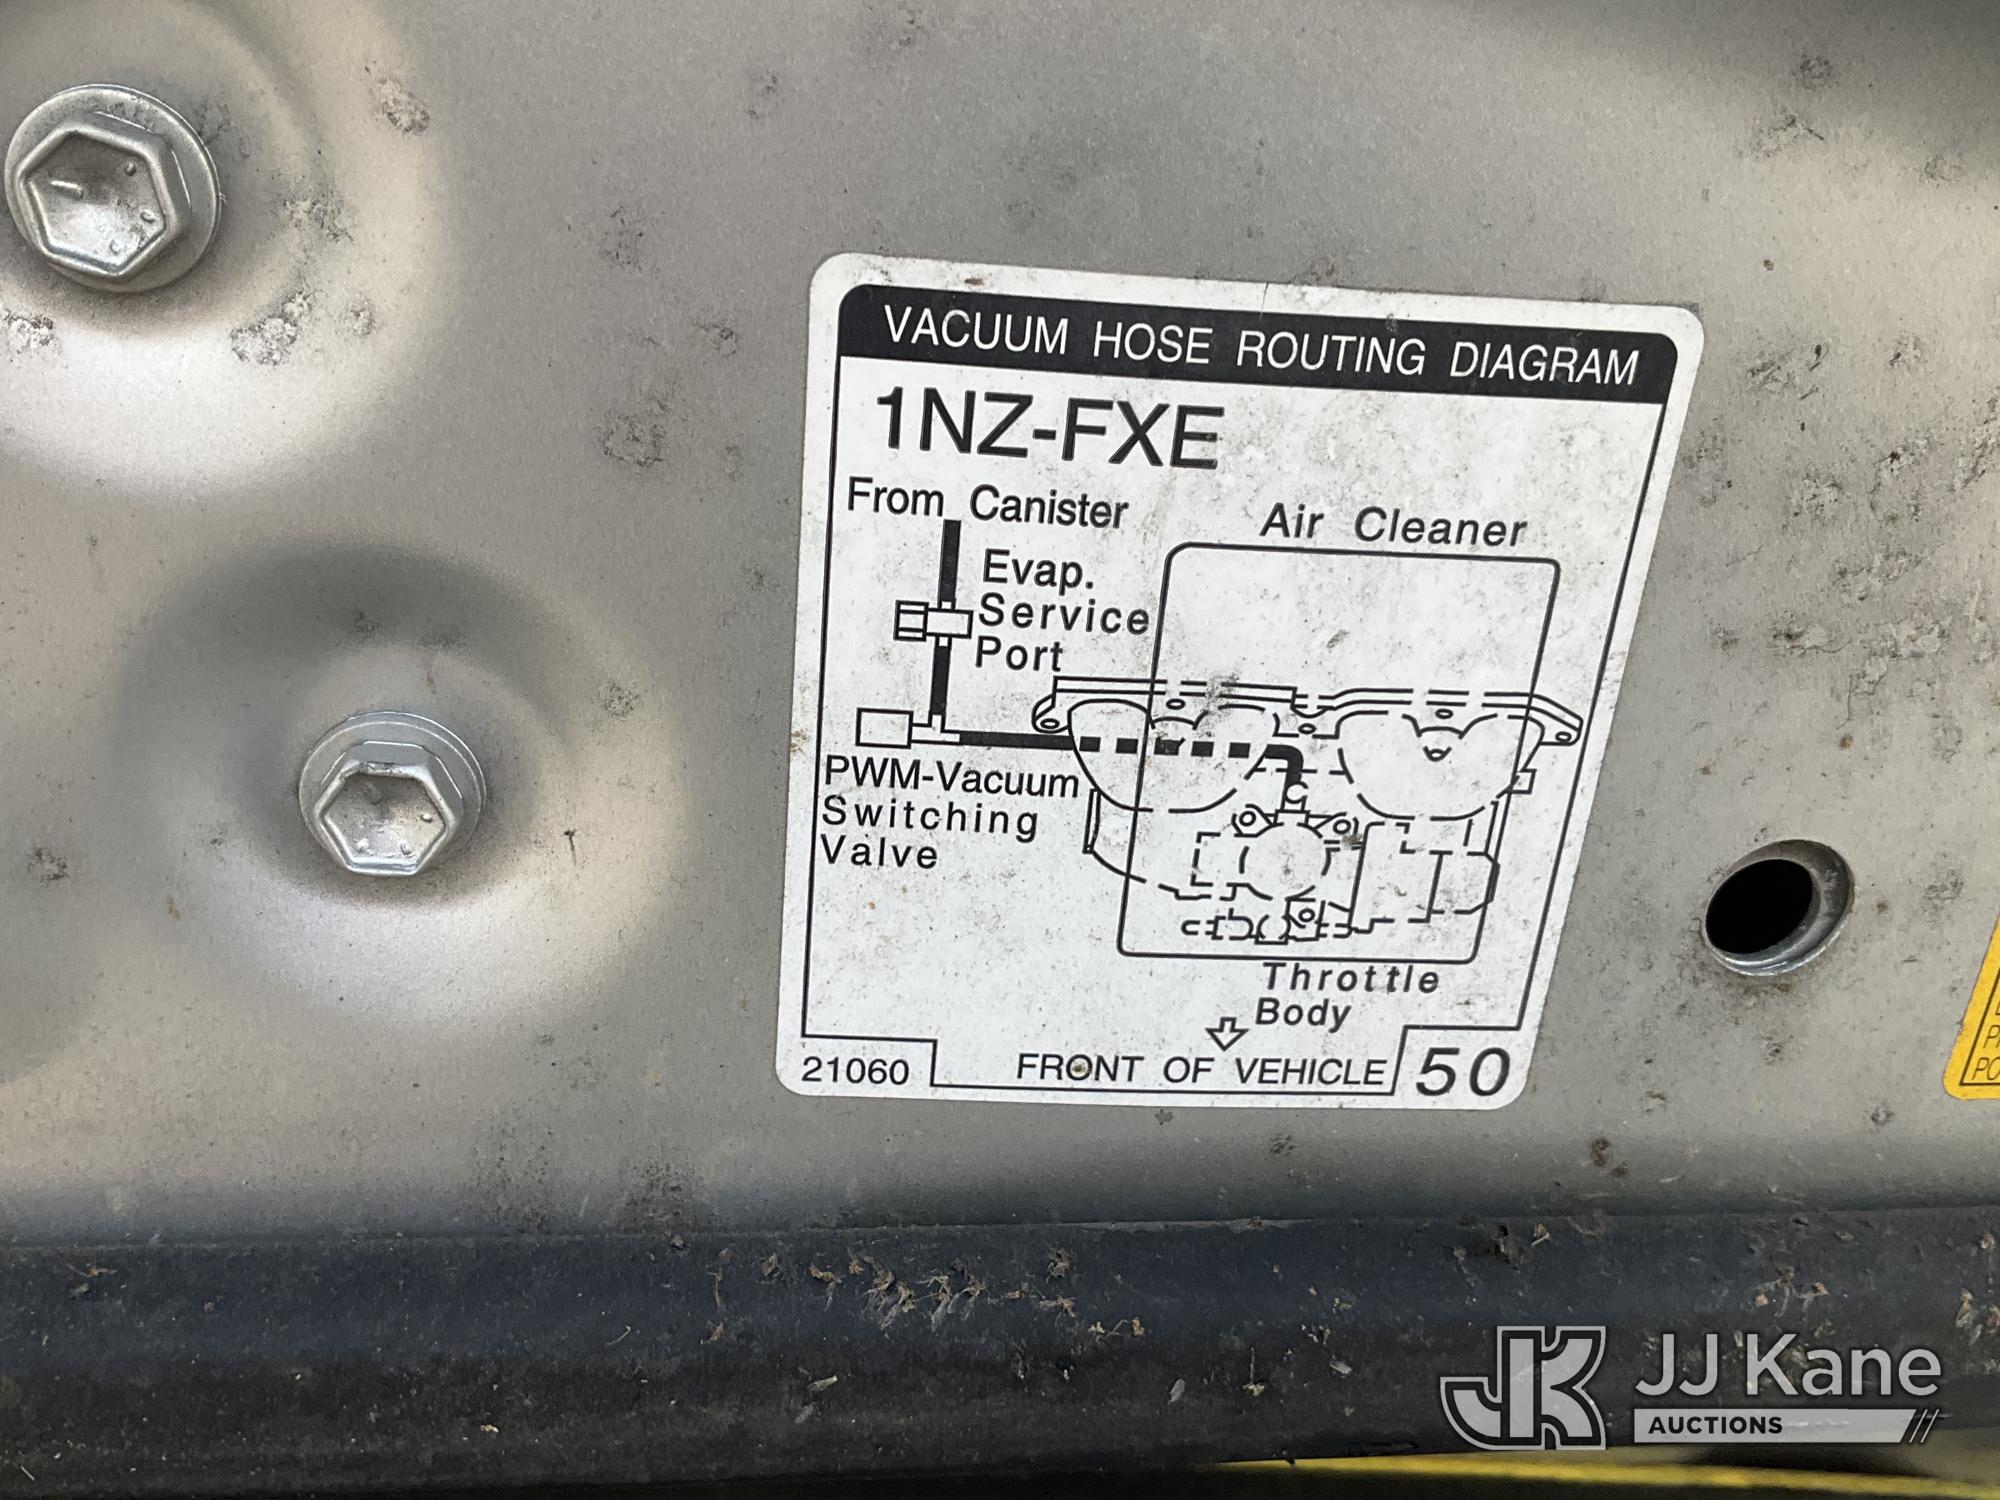 VACUUM HOSE ROUTING DIAGRAM
1NZ-FXE
From Canister
Air Cleaner
Evap.
Service
Port
PWM-Vacuum
Switching
Valve
Throttle
Body
21060
FRONT OF VEHICLE
50
JJ Kane
AUCTIONS